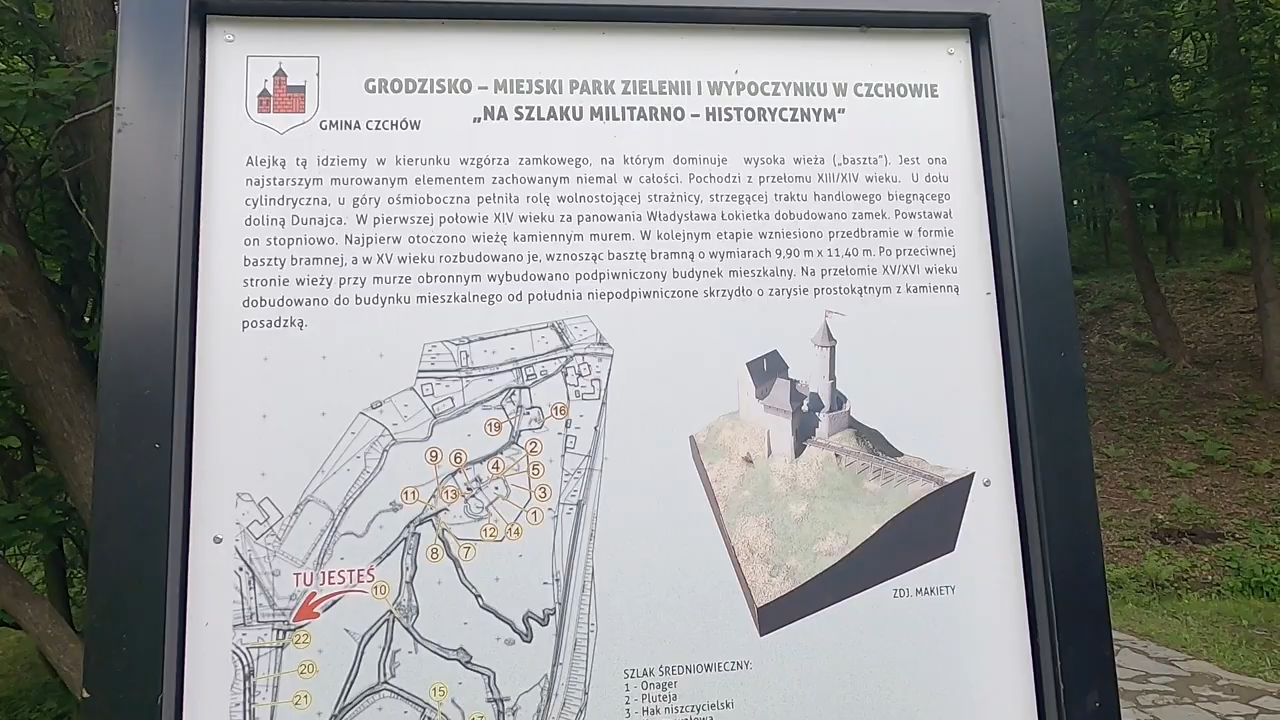 GRODZISKO – MIEJSKI PARK ZIELENII I WYPOCZYNKU W CZCHOWIE
„NA SZLAKU MILITARNO – HISTORYCZNYM”
GMINA CZCHÓW
Alejką tą idziemy w kierunku wzgórza zamkowego, na którym dominuje wysoka wieża („baszta”). Jest ona
najstarszym murowanym elementem zachowanym niemal w całości. Pochodzi z przełomu XIII/XIV wieku. U dołu
cylindryczna, u góry ośmioboczna pełniła rolę wolnostojącej strażnicy, strzegącej traktu handlowego biegnącego
doliną Dunajca. W pierwszej połowie XIV wieku za panowania Władysława Łokietka dobudowano zamek. Powstawał
on stopniowo. Najpierw otoczono wieżę kamiennym murem. W kolejnym etapie wzniesiono przedbramie w formie
baszty bramnej, a w XV wieku rozbudowano je, wznosząc basztę bramną o wymiarach 9,90 m x 11,40 m. Po przeciwnej
stronie wieży przy murze obronnym wybudowano podpiwniczony budynek mieszkalny. Na przełomie XV/XVI wieku
dobudowano do budynku mieszkalnego od południa niepodpiwniczone skrzydło o zarysie prostokątnym z kamienną
posadzką.
16
19
2
9
6
4
5
11
13
3
1
12
14
8
7
TU JESTEŚ
10
22
20
21
15
ZDJ. MAKIETY
SZLAK ŚREDNIOWIECZNY:
1 - Onager
2 - Pluteja
3 - Hak niszczycielski